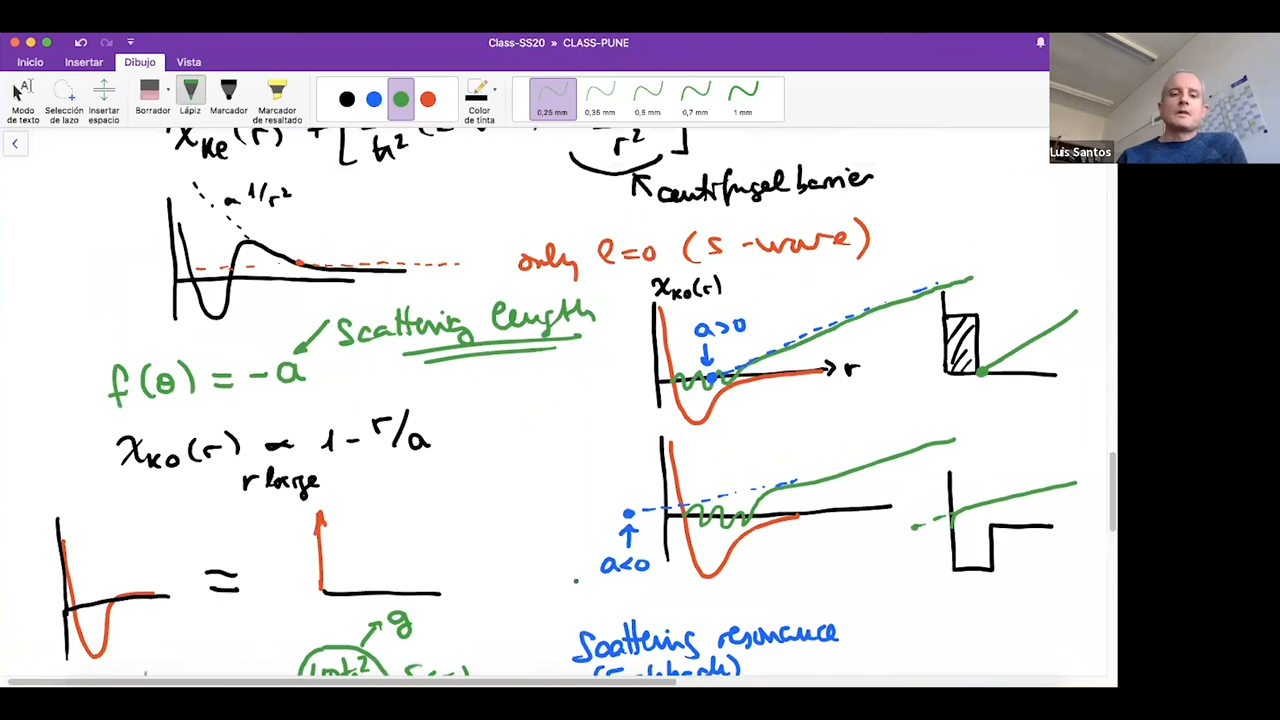 Class-SS20 » CLASS-PUNE
Inicio Insertar Dibujo Vista
Modo de texto
Selección de lazo
Insertar espacio
Borrador
Lápiz
Marcador
Marcador de resaltado
Color de tinta
0,25 mm
0,35 mm
0,5 mm
0,7 mm
1 mm
Luis Santos
χKℓ(r) +
ħ²
r²
centrifugal barrier
∝ 1/r²
only ℓ=0 (s-wave)
χK0(r)
a>0
r
Scattering length
f(θ) = -a
χK0(r) ∝ 1 - r/a
r large
a<0
≈
g
Scattering resonance